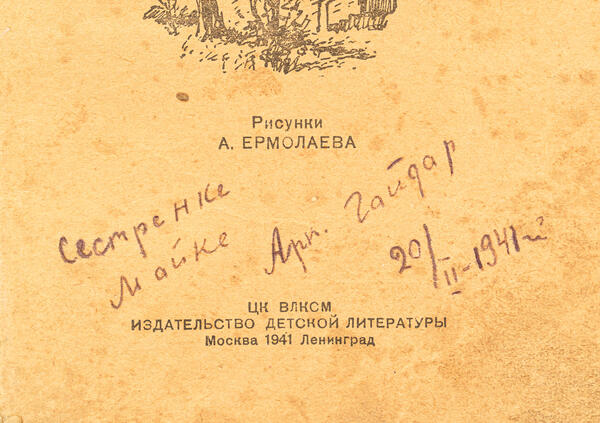 Рисунки
А. ЕРМОЛАЕВА
Сестренке
Майке Арк. Гайдар
20/II-1941-й
ЦК ВЛКСМ
ИЗДАТЕЛЬСТВО ДЕТСКОЙ ЛИТЕРАТУРЫ
Москва 1941 Ленинград